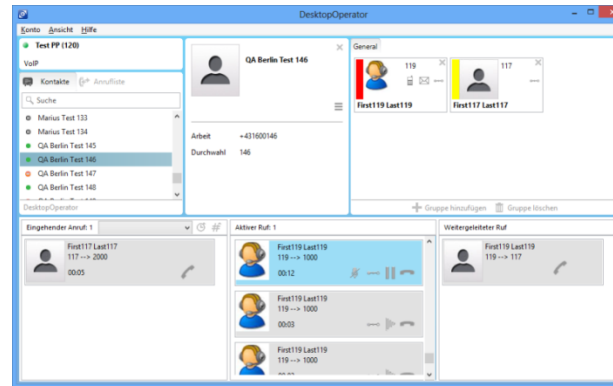 DesktopOperator
Konto Ansicht Hilfe
Test PP (120)
VoIP
Kontakte Anrufliste
Suche
Marius Test 133
Marius Test 134
QA Berlin Test 145
QA Berlin Test 146
QA Berlin Test 147
QA Berlin Test 148
DesktopOperator
QA Berlin Test 146
Arbeit +431600146
Durchwahl 146
General
119
First119 Last119
117
First117 Last117
Gruppe hinzufügen Gruppe löschen
Eingehender Anruf: 1
First117 Last117
117 --> 2000
00:05
Aktiver Ruf: 1
First119 Last119
119 --> 1000
00:12
First119 Last119
119 --> 1000
00:03
First119 Last119
119 --> 1000
Weitergeleiteter Ruf
First119 Last119
119 --> 117